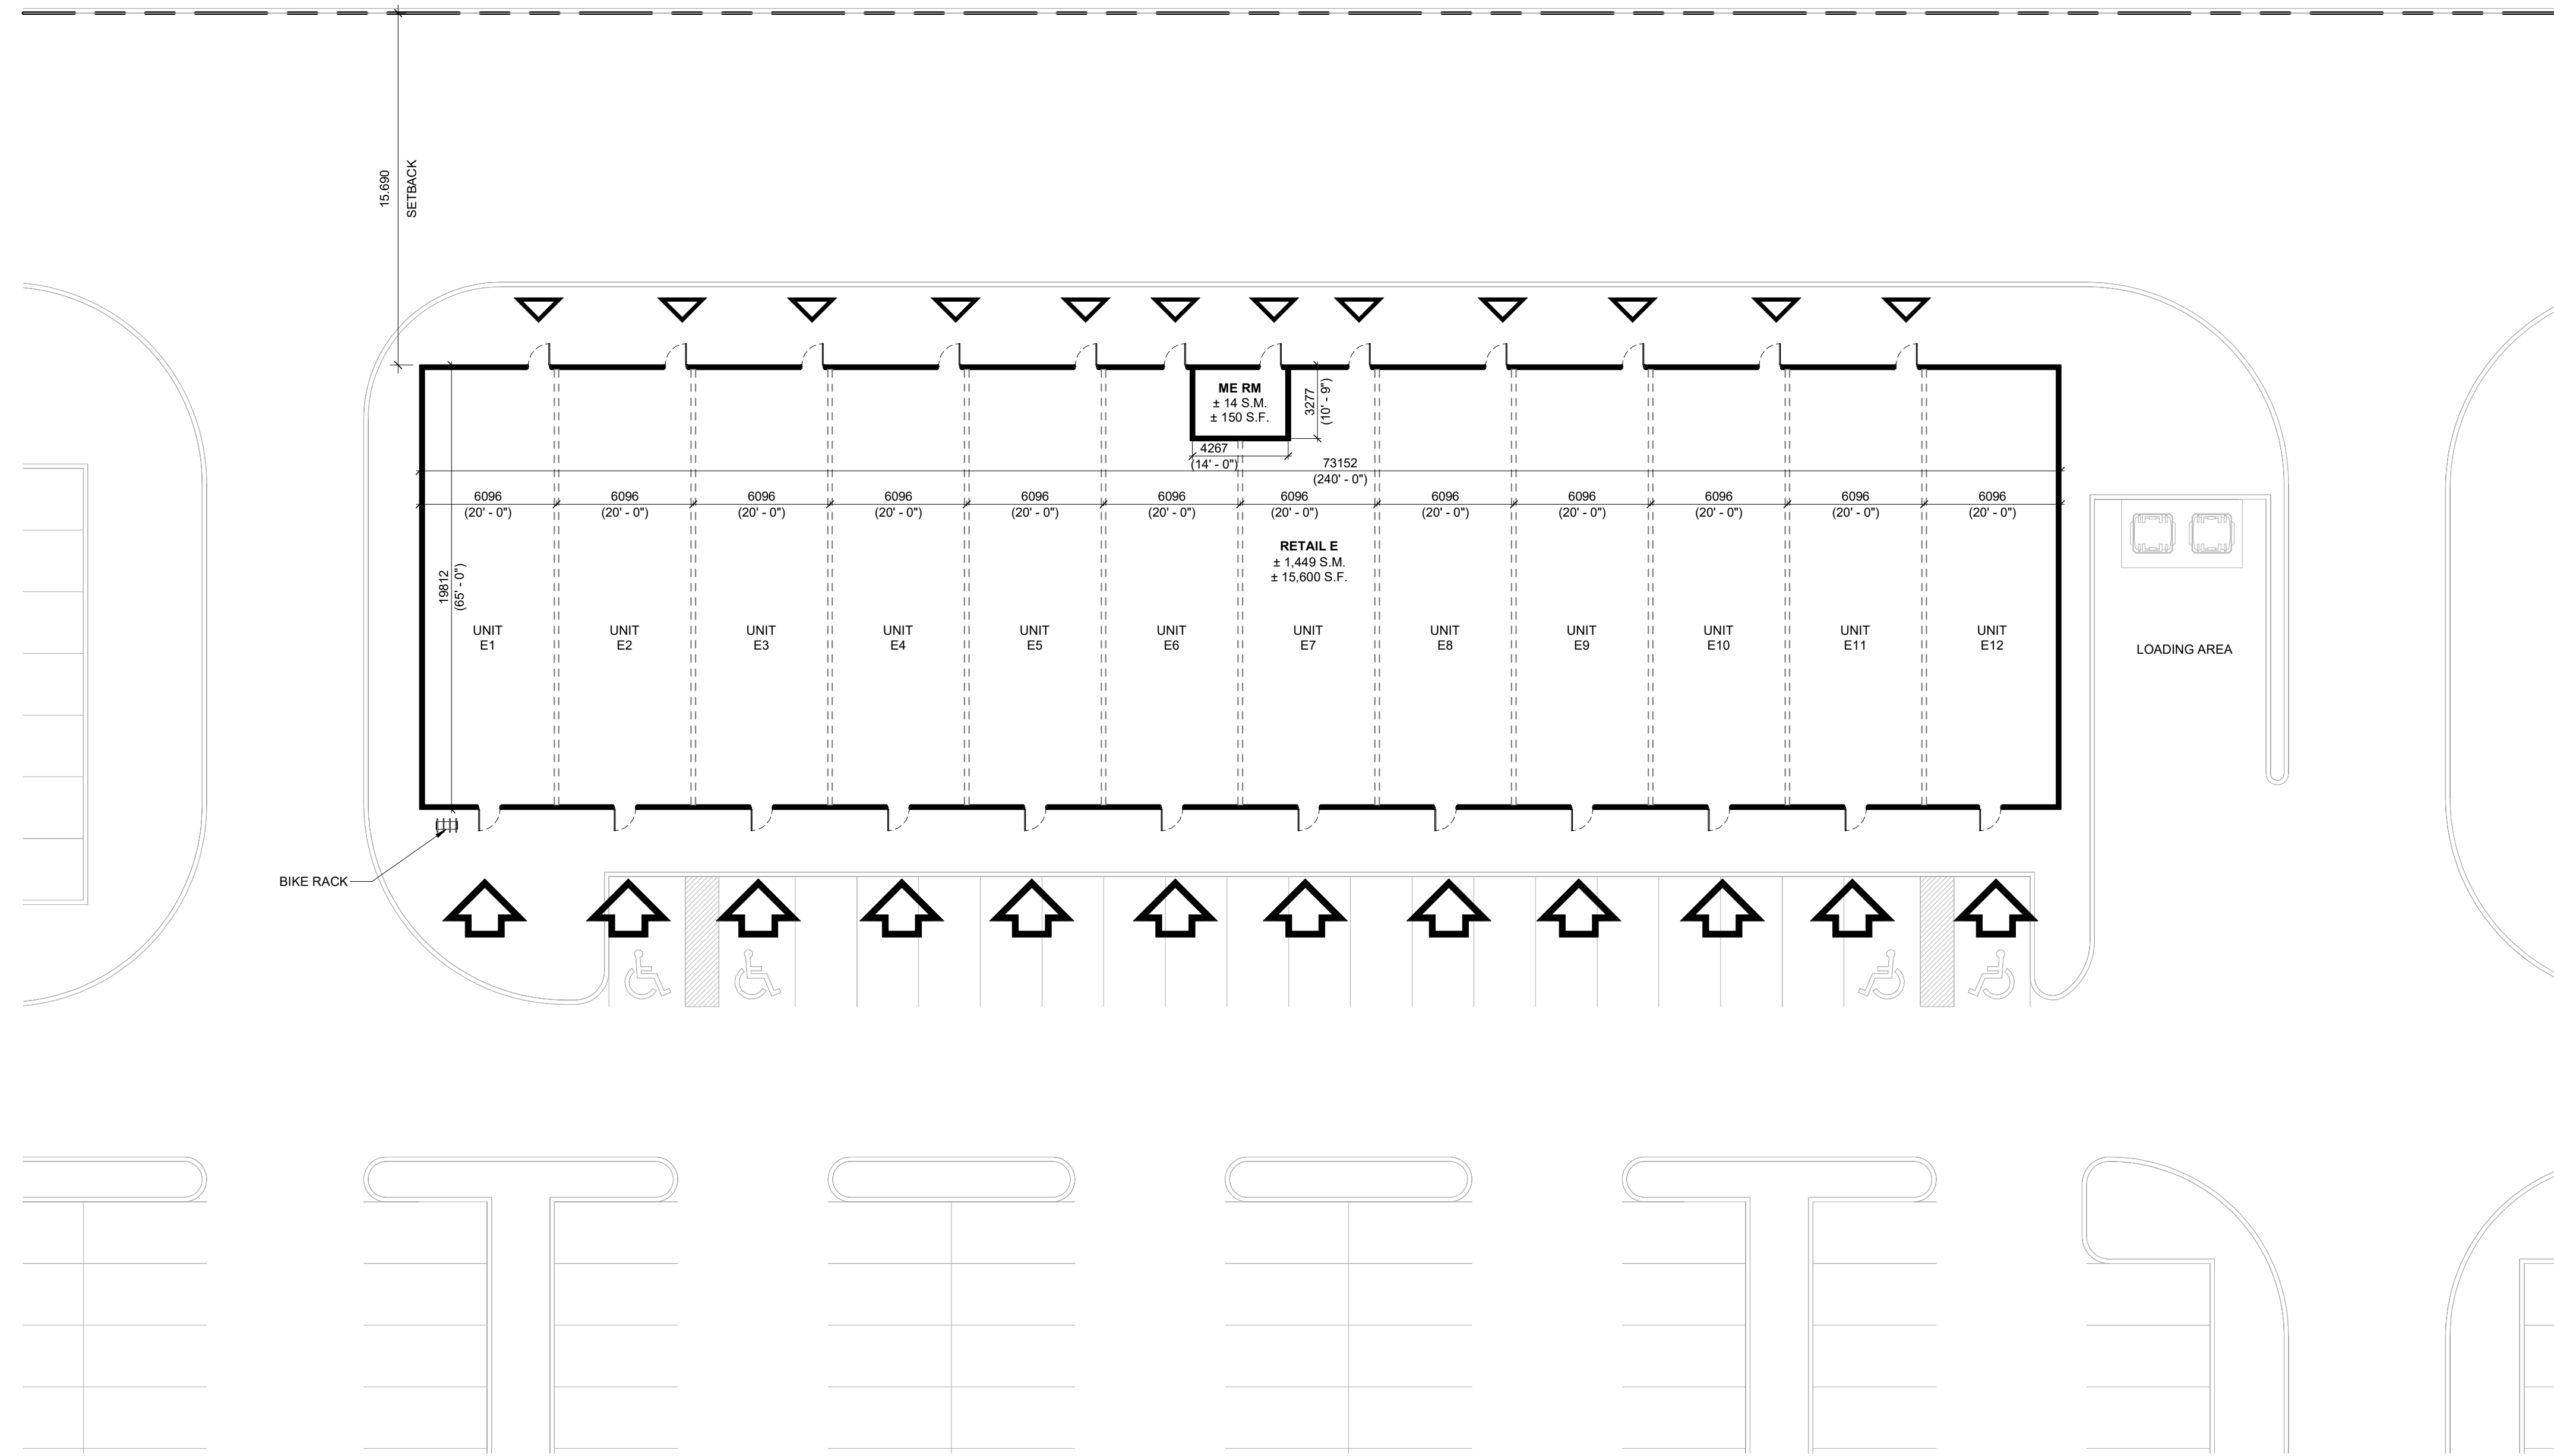 15.690
SETBACK
ME RM
± 14 S.M.
± 150 S.F.
3277
(10' - 9")
4267
(14' - 0")
73152
(240' - 0")
6096
(20' - 0")
6096
(20' - 0")
6096
(20' - 0")
6096
(20' - 0")
6096
(20' - 0")
6096
(20' - 0")
6096
(20' - 0")
6096
(20' - 0")
6096
(20' - 0")
6096
(20' - 0")
6096
(20' - 0")
6096
(20' - 0")
19812
(65' - 0")
RETAIL E
± 1,449 S.M.
± 15,600 S.F.
UNIT
E1
UNIT
E2
UNIT
E3
UNIT
E4
UNIT
E5
UNIT
E6
UNIT
E7
UNIT
E8
UNIT
E9
UNIT
E10
UNIT
E11
UNIT
E12
LOADING AREA
BIKE RACK